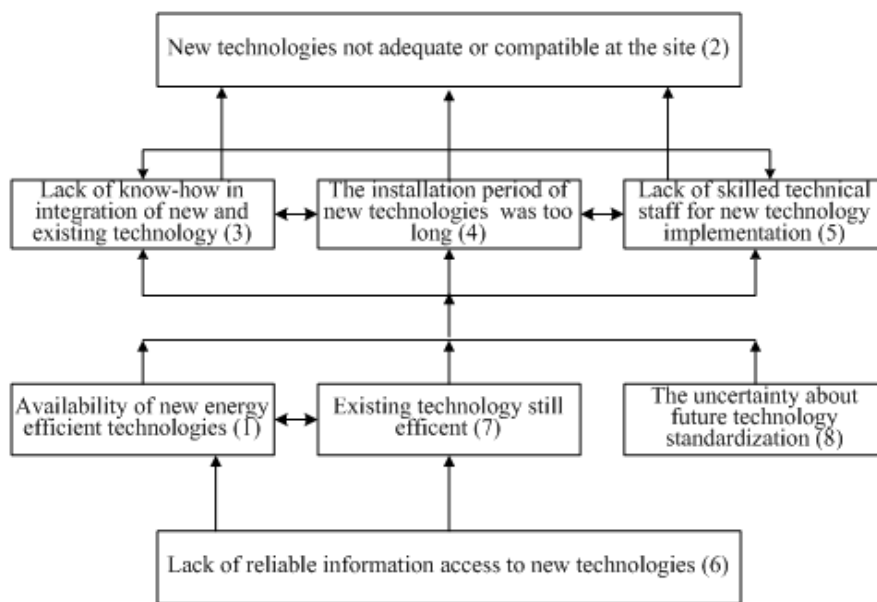 New technologies not adequate or compatible at the site (2)
Lack of know-how in
integration of new and
existing technology (3)
The installation period of
new technologies was too
long (4)
Lack of skilled technical
staff for new technology
implementation (5)
Availability of new energy
efficient technologies (1)
Existing technology still
efficent (7)
The uncertainty about
future technology
standardization (8)
Lack of reliable information access to new technologies (6)